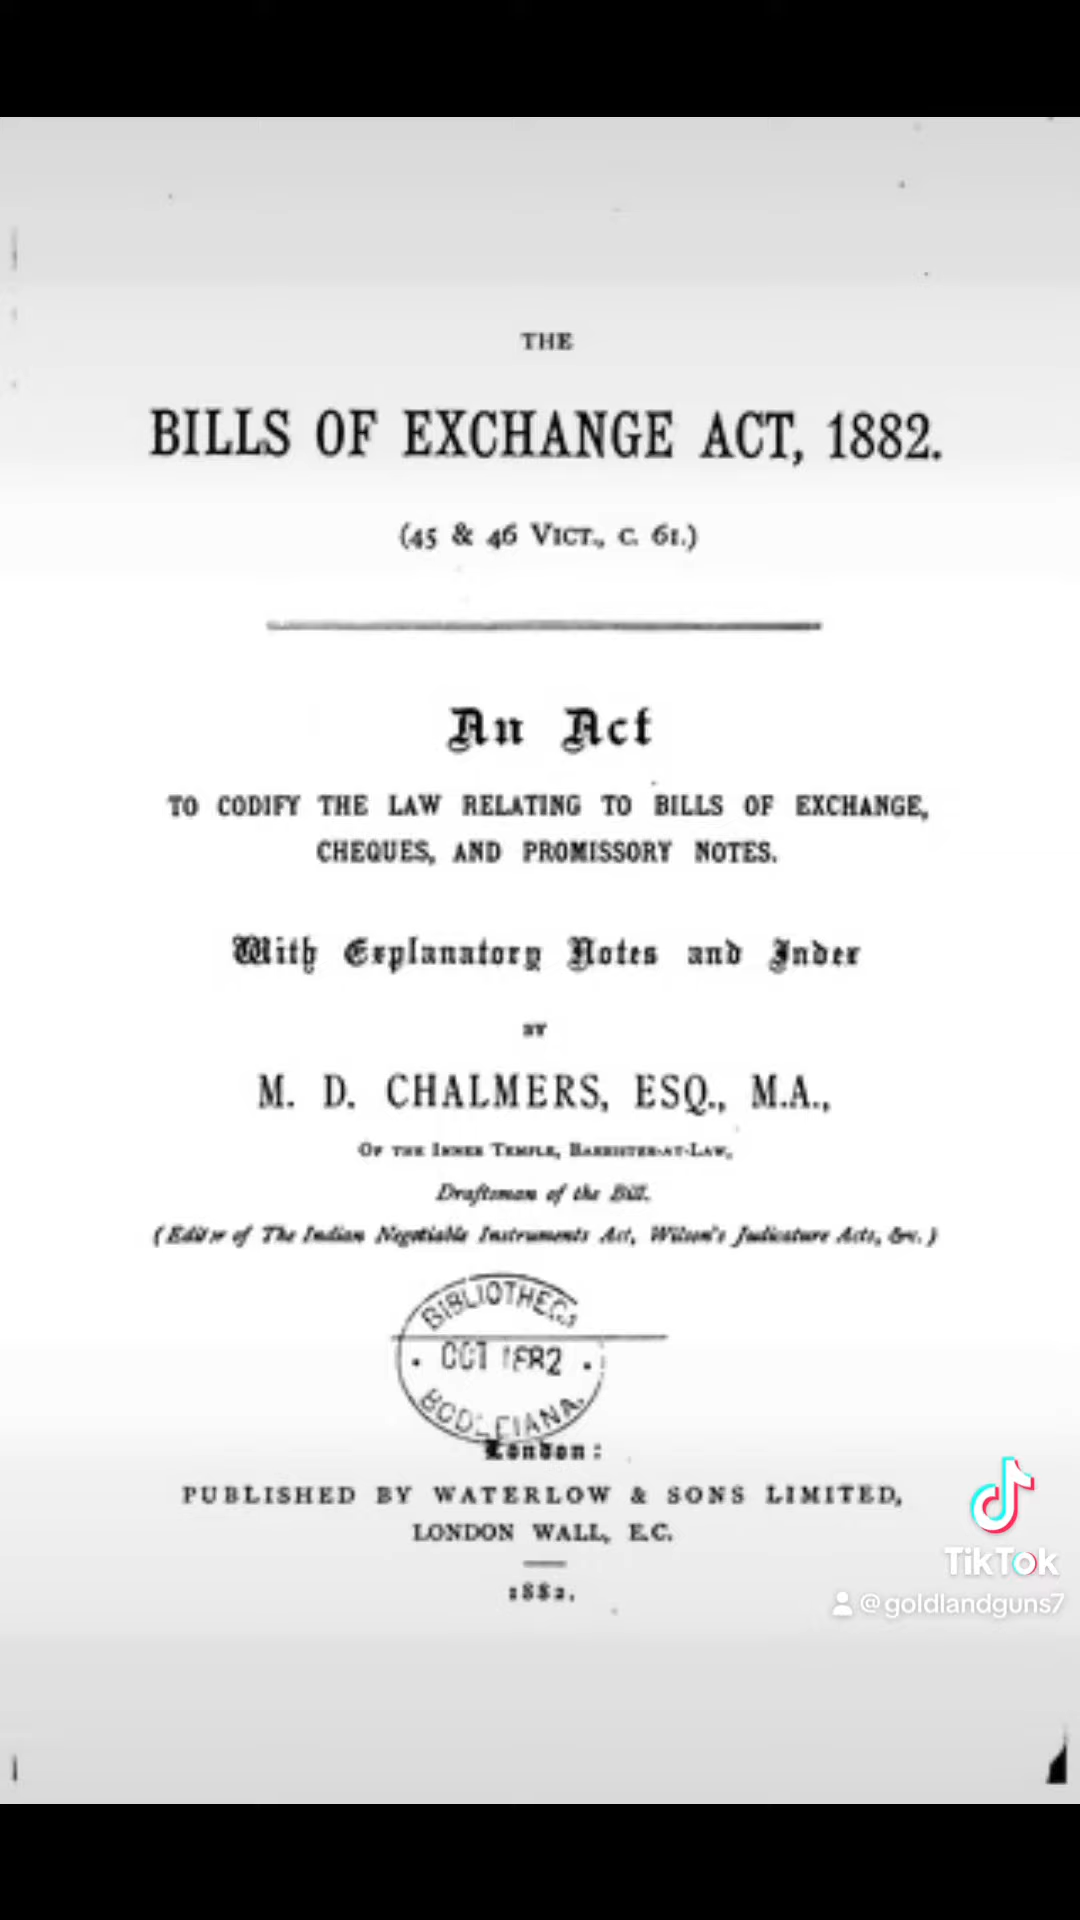 THE
BILLS OF EXCHANGE ACT, 1882.
(45 & 46 VICT., C. 61.)
An Act
TO CODIFY THE LAW RELATING TO BILLS OF EXCHANGE,
CHEQUES, AND PROMISSORY NOTES.
With Explanatory Notes and Index
BY
M. D. CHALMERS, ESQ., M.A.,
OF THE INNER TEMPLE, BARRISTER-AT-LAW,
Draftsman of the Bill.
(Editor of The Indian Negotiable Instruments Act, Wilson's Judicature Acts, &c.)
BIBLIOTHECA
OCT 1882
BODLEIANA.
London:
PUBLISHED BY WATERLOW & SONS LIMITED,
LONDON WALL, E.C.
1882.
TikTok
@goldlandguns7